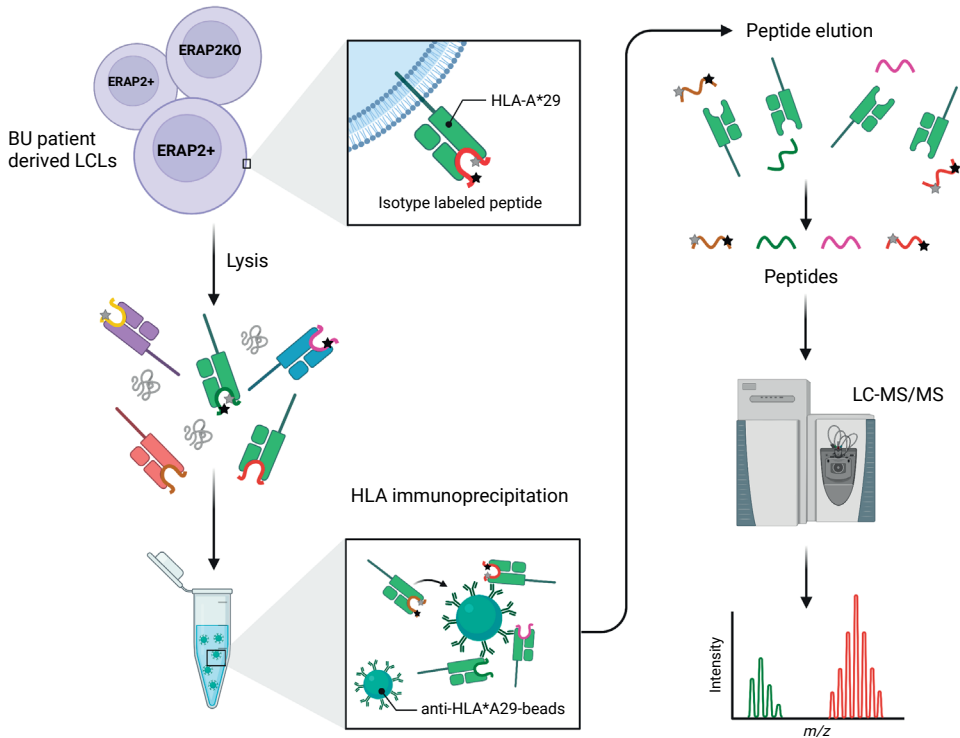 ERAP2KO
ERAP2+
ERAP2+
BU patient
derived LCLs
HLA-A*29
Isotype labeled peptide
Lysis
HLA immunoprecipitation
anti-HLA*A29-beads
Peptide elution
Peptides
LC-MS/MS
Intensity
m/z